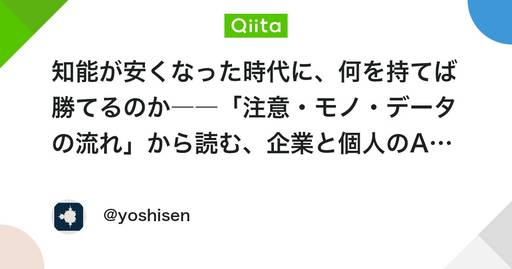 Qiita
知能が安くなった時代に、何を持てば
勝てるのか──「注意・モノ・データ
の流れ」から読む、企業と個人のA…
@yoshisen